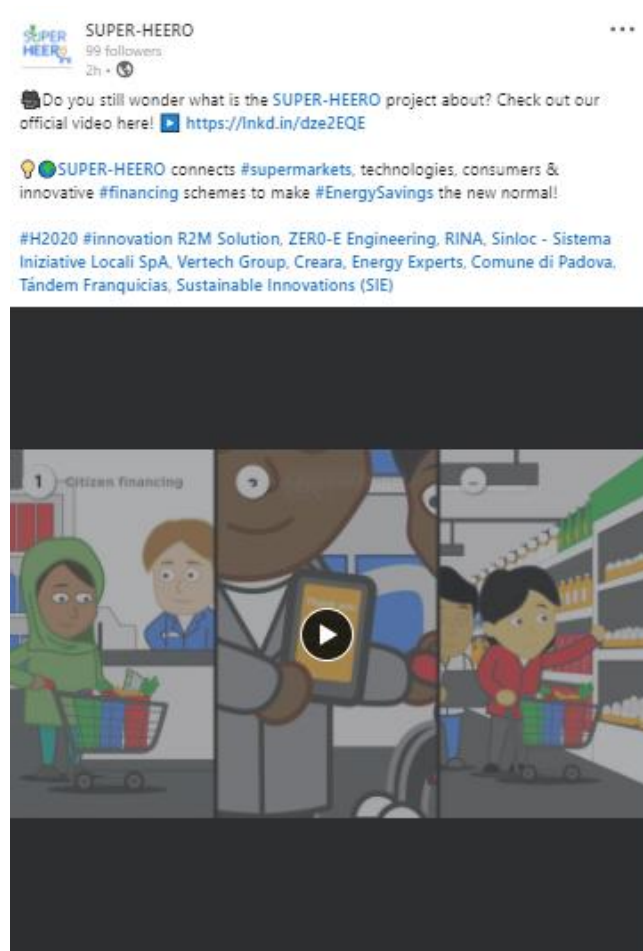 SUPER
HEERO
SUPER-HEERO
99 followers
2h •
Do you still wonder what is the SUPER-HEERO project about? Check out our
official video here! https://lnkd.in/dze2EQE
SUPER-HEERO connects #supermarkets, technologies, consumers &
innovative #financing schemes to make #EnergySavings the new normal!
#H2020 #innovation R2M Solution, ZER0-E Engineering, RINA, Sinloc - Sistema
Iniziative Locali SpA, Vertech Group, Creara, Energy Experts, Comune di Padova,
Tándem Franquicias, Sustainable Innovations (SIE)
1 Citizen financing